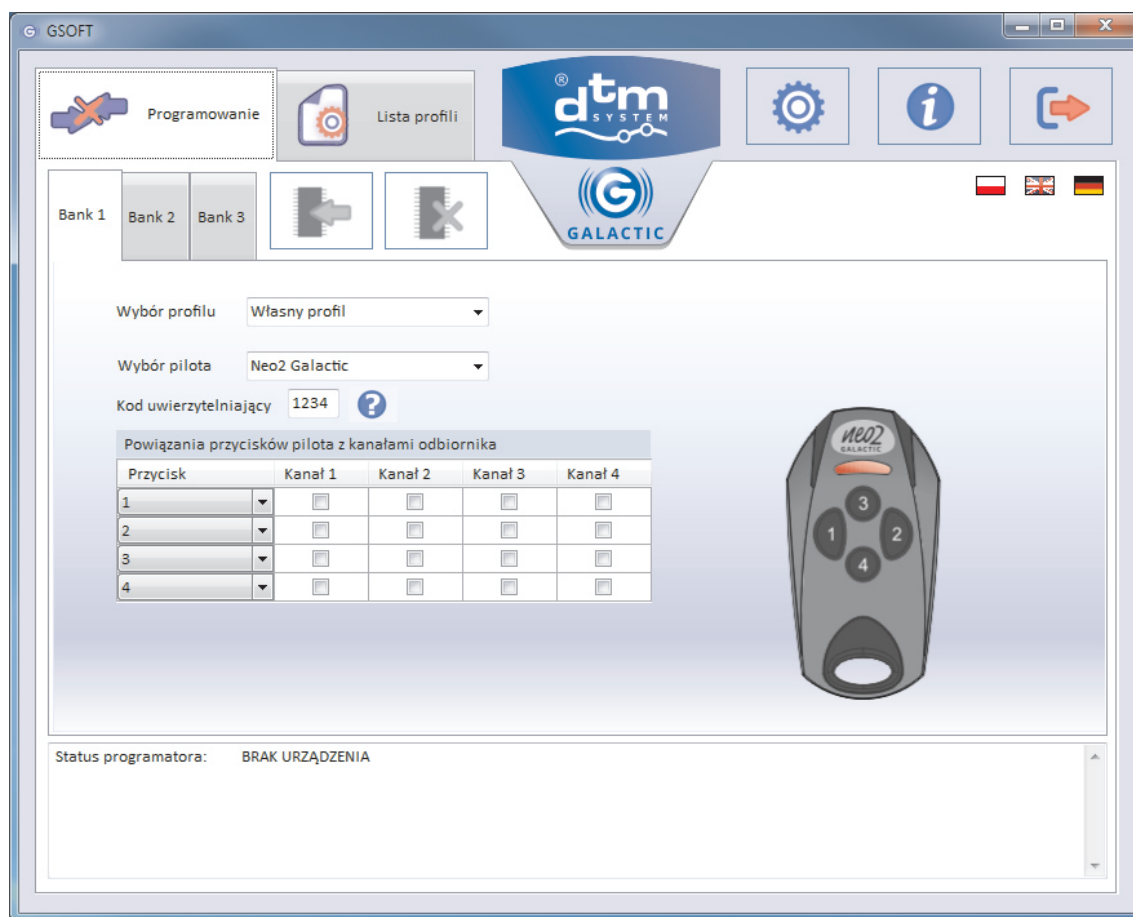 GSOFT
Programowanie
Lista profili
® dtm
SYSTEM
Bank 1
Bank 2
Bank 3
G
GALACTIC
Wybór profilu
Własny profil
Wybór pilota
Neo2 Galactic
Kod uwierzytelniający
1234
?
Powiązania przycisków pilota z kanałami odbiornika
Przycisk Kanał 1 Kanał 2 Kanał 3 Kanał 4
1
2
3
4
neo2
GALACTIC
3
1 2
4
Status programatora: BRAK URZĄDZENIA